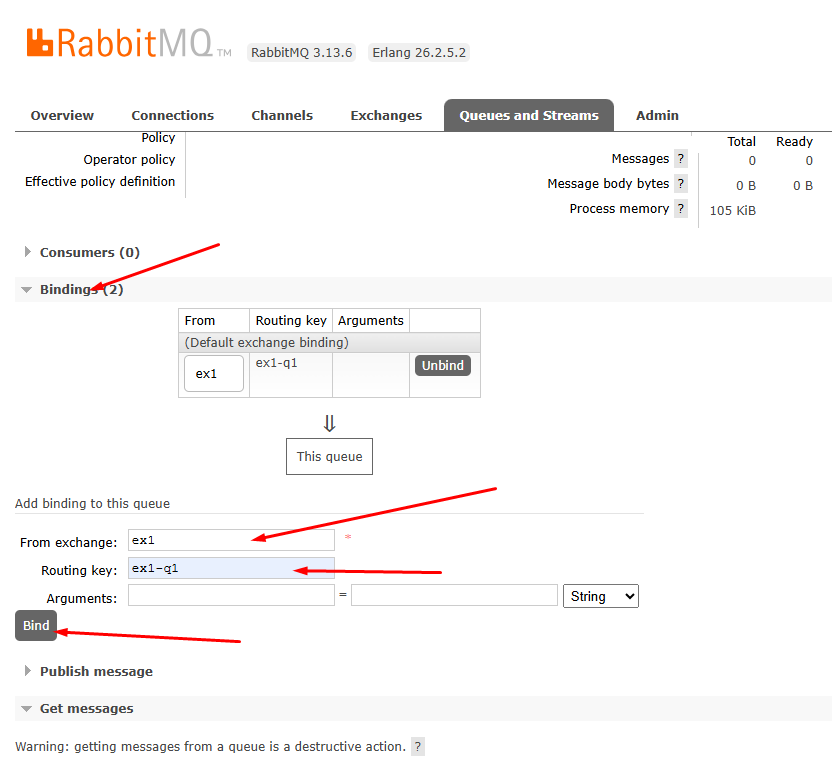 RabbitMQ TM RabbitMQ 3.13.6 Erlang 26.2.5.2
Overview Connections Channels Exchanges Queues and Streams Admin
Policy
Operator policy
Effective policy definition
Total Ready
Messages ? 0 0
Message body bytes ? 0 B 0 B
Process memory ? 105 KiB
Consumers (0)
Bindings (2)
From Routing key Arguments
(Default exchange binding)
ex1 ex1-q1 Unbind
⇓
This queue
Add binding to this queue
From exchange: ex1 *
Routing key: ex1-q1
Arguments: = String
Bind
Publish message
Get messages
Warning: getting messages from a queue is a destructive action. ?